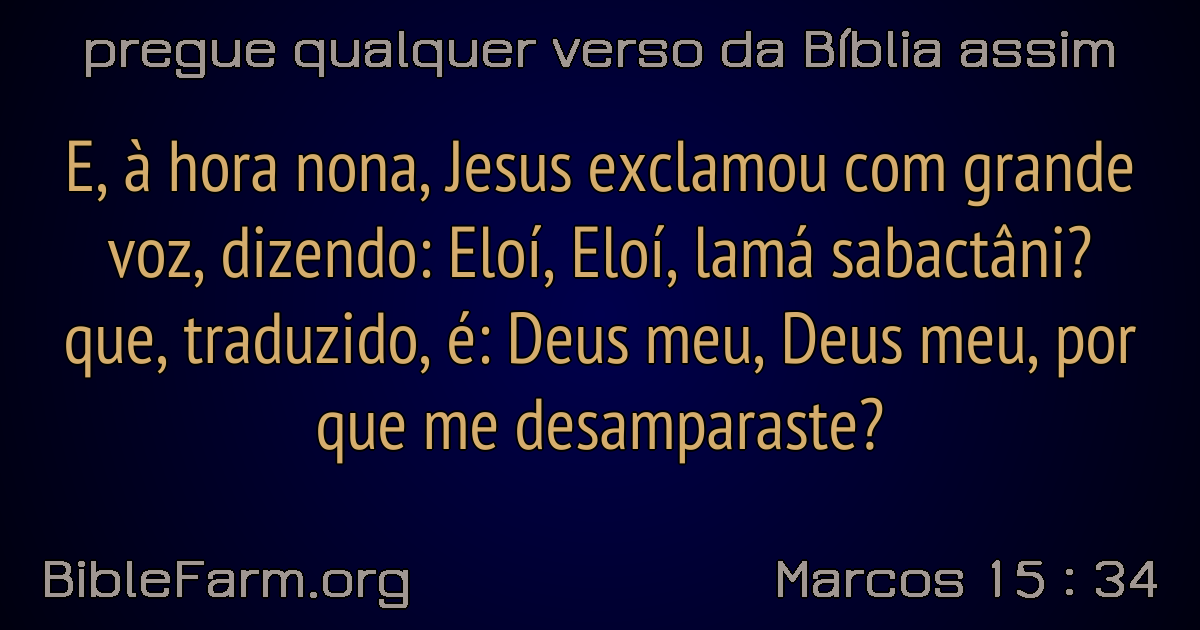 pregue qualquer verso da Bíblia assim
E, à hora nona, Jesus exclamou com grande
voz, dizendo: Eloí, Eloí, lamá sabactâni?
que, traduzido, é: Deus meu, Deus meu, por
que me desamparaste?
BibleFarm.org
Marcos 15 : 34